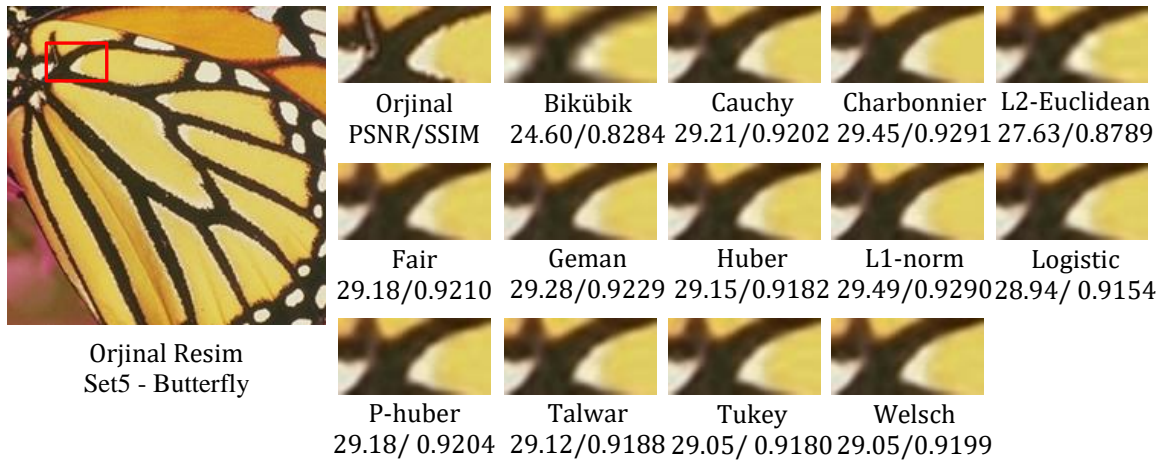 Orjinal Bikübik Cauchy Charbonnier L2-Euclidean
PSNR/SSIM 24.60/0.8284 29.21/0.9202 29.45/0.9291 27.63/0.8789
Fair Geman Huber L1-norm Logistic
29.18/0.9210 29.28/0.9229 29.15/0.9182 29.49/0.9290 28.94/ 0.9154
Orjinal Resim
Set5 - Butterfly
P-huber Talwar Tukey Welsch
29.18/ 0.9204 29.12/0.9188 29.05/ 0.9180 29.05/0.9199